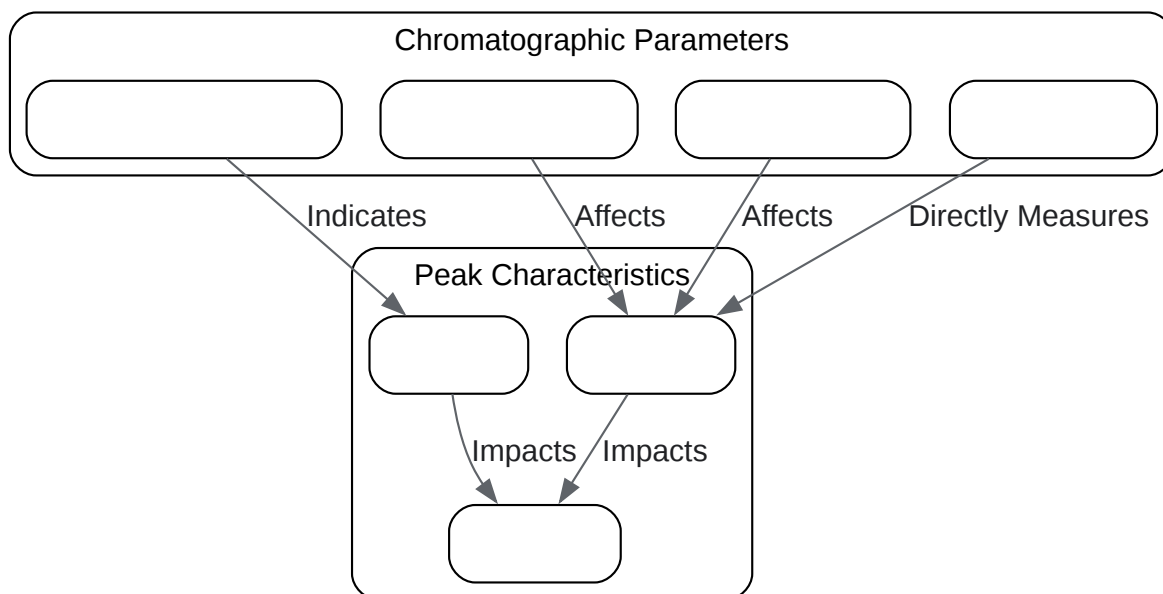 Chromatographic Parameters
Indicates
Affects
Affects
Directly Measures
Peak Characteristics
Impacts
Impacts